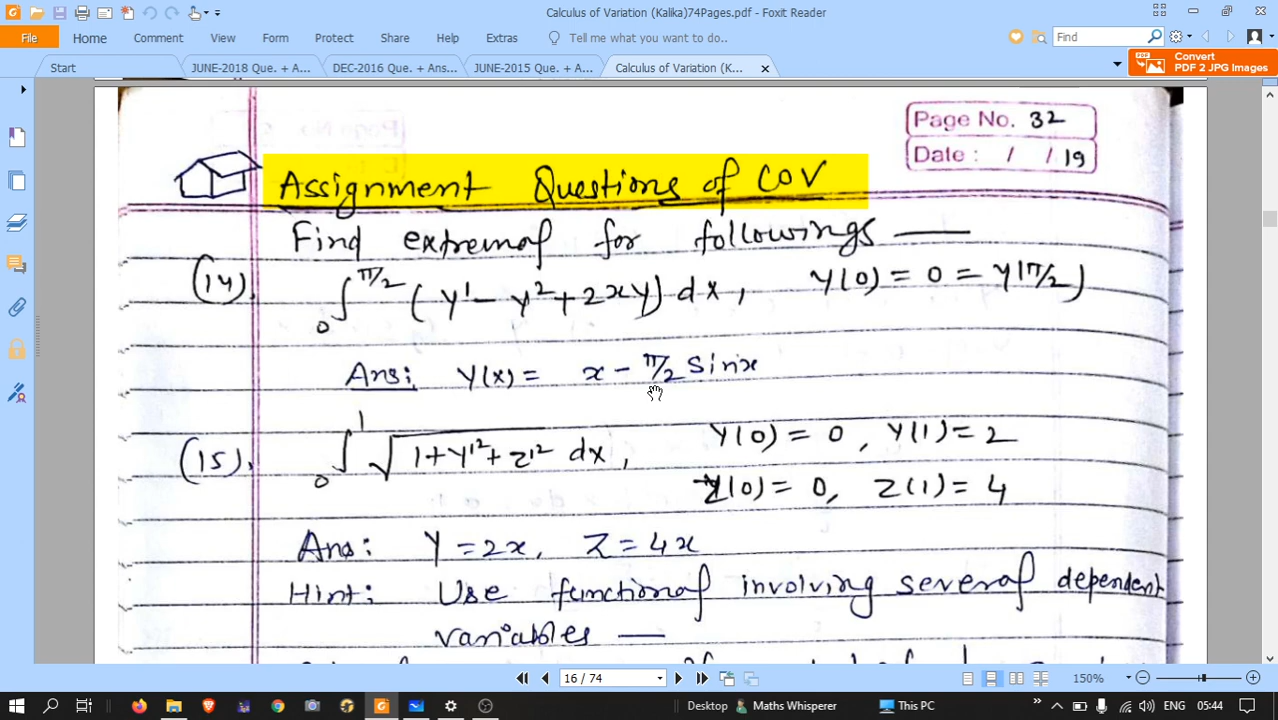 Calculus of Variation (Kalika)74Pages.pdf - Foxit Reader
File Home Comment View Form Protect Share Help Extras Tell me what you want to do.. Find
Start JUNE-2018 Que. + A... DEC-2016 Que. + Ans... 2015 Que. + A... Calculus of Variation (K...
Convert
PDF 2 JPG Images
Page No. 32
Date : / / 19
Assignment Questions of COV
Find extremal for followings —
(14). ∫₀^π/2 (y' - y² + 2xy) dx, y(0) = 0 = y(π/2)
Ans: y(x) = x - π/2 sinx
(15). ∫₀^1 √1+y'²+z'² dx, y(0) = 0, y(1) = 2
z(0) = 0, z(1) = 4
Ans: y = 2x, z = 4x
Hint: Use functional involving several dependent
variables —
16 / 74 150%
Desktop Maths Whisperer This PC ENG 05:44